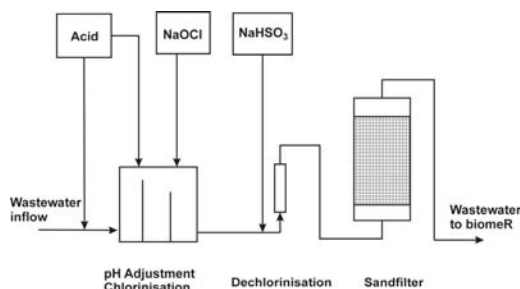 Acid
NaOCl
NaHSO₃
Wastewater
inflow
Wastewater
to biomeR
pH Adjustment
Chlorinisation
Dechlorinisation
Sandfilter